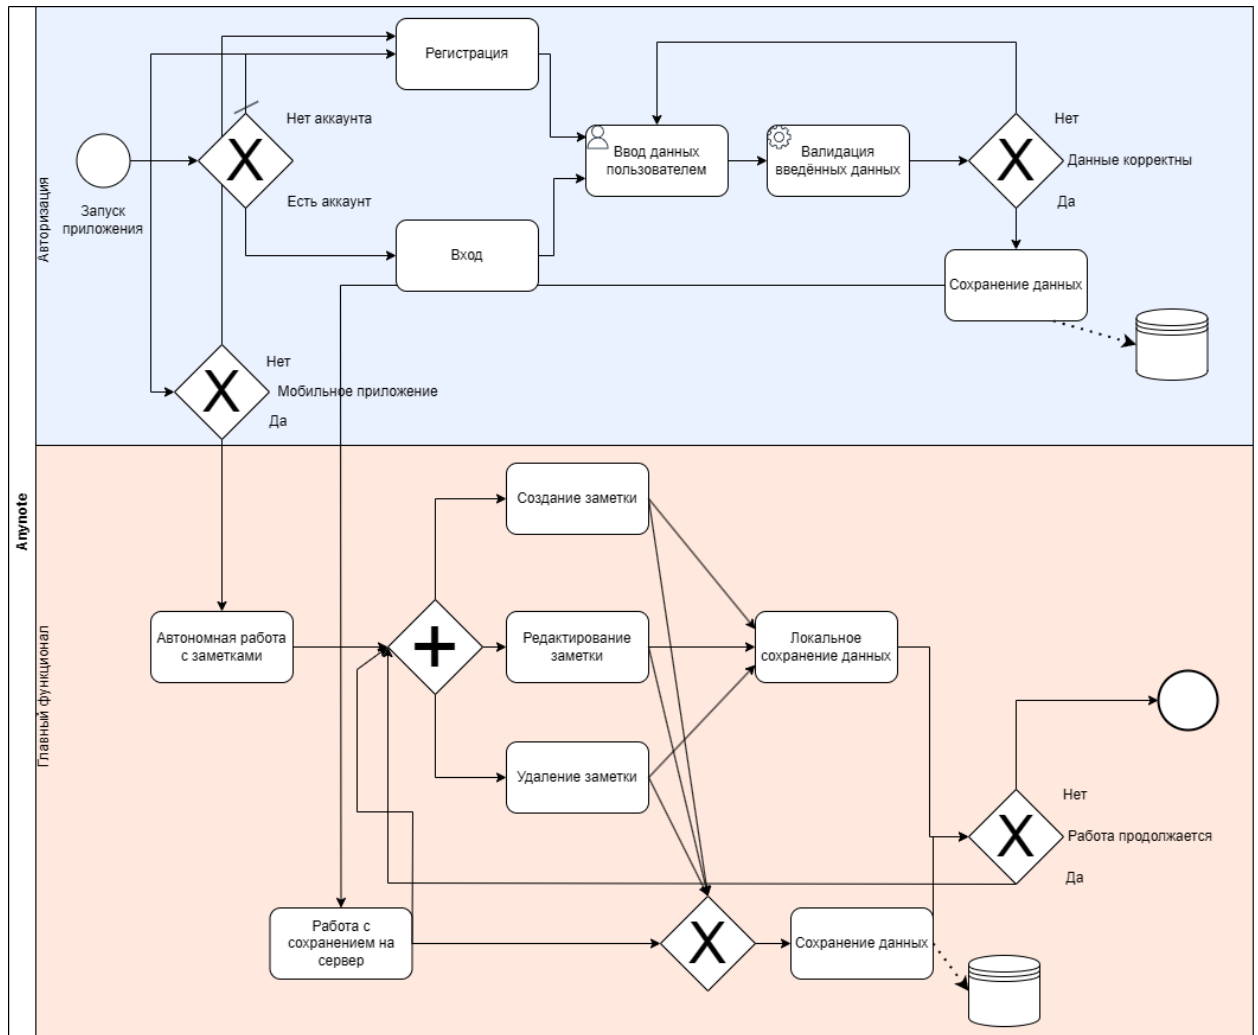 Anynote
Авторизация
Регистрация
Нет аккаунта
Нет
Ввод данных
пользователем
Валидация
введённых данных
Данные корректны
Есть аккаунт
Да
Запуск
приложения
Вход
Сохранение данных
Нет
Мобильное приложение
Да
Главный функционал
Создание заметки
Автономная работа
с заметками
Редактирование
заметки
Локальное
сохранение данных
Удаление заметки
Нет
Работа продолжается
Да
Работа с
сохранением на
сервер
Сохранение данных